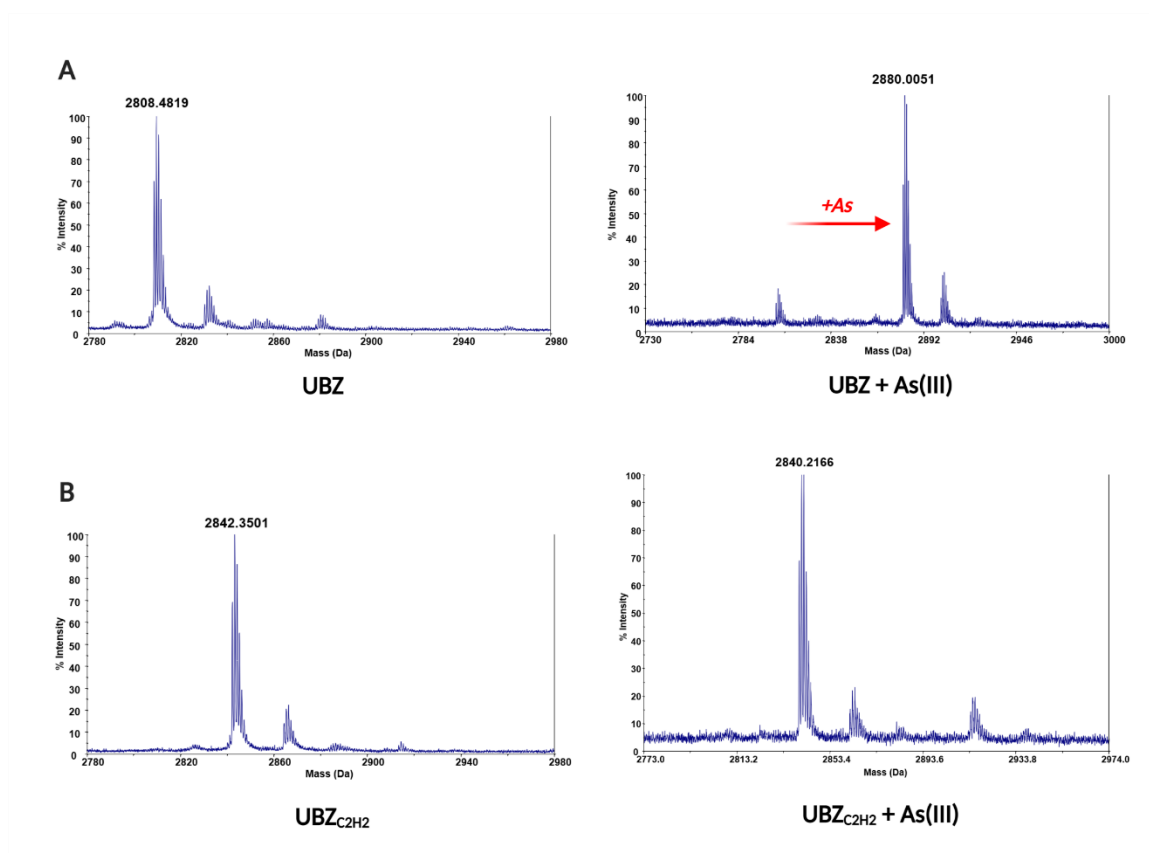 A
2808.4819
100
90
80
70
60
50
40
30
20
10
0
% Intensity
2780 2820 2860 2900 2940 2980
Mass (Da)
UBZ
2880.0051
100
90
80
70
60
50
40
30
20
10
0
% Intensity
+As
2730 2784 2838 2892 2946 3000
Mass (Da)
UBZ + As(III)
B
2842.3501
100
90
80
70
60
50
40
30
20
10
0
% Intensity
2780 2820 2860 2900 2940 2980
Mass (Da)
UBZC2H2
2840.2166
100
90
80
70
60
50
40
30
20
10
0
% Intensity
2773.0 2813.2 2853.4 2893.6 2933.8 2974.0
Mass (Da)
UBZC2H2 + As(III)